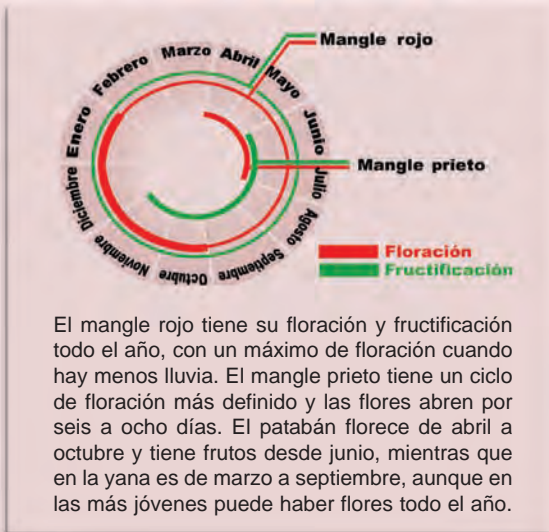 Mangle rojo
Mangle prieto
Enero
Febrero
Marzo
Abril
Mayo
Junio
Julio
Agosto
Septiembre
Octubre
Noviembre
Diciembre
Floración
Fructificación
El mangle rojo tiene su floración y fructificación
todo el año, con un máximo de floración cuando
hay menos lluvia. El mangle prieto tiene un ciclo
de floración más definido y las flores abren por
seis a ocho días. El patabán florece de abril a
octubre y tiene frutos desde junio, mientras que
en la yana es de marzo a septiembre, aunque en
las más jóvenes puede haber flores todo el año.